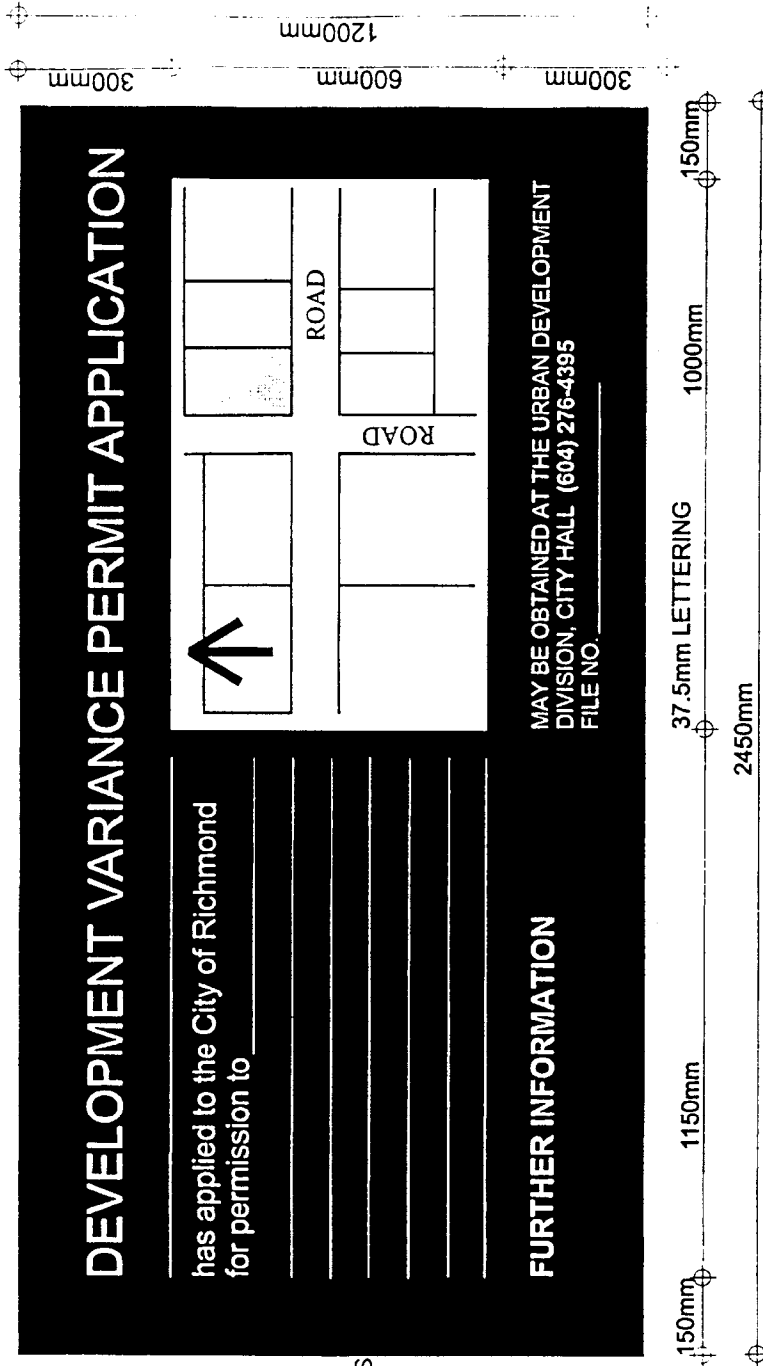 DEVELOPMENT VARIANCE PERMIT APPLICATION
has applied to the City of Richmond
for permission to
ROAD
ROAD
FURTHER INFORMATION
MAY BE OBTAINED AT THE URBAN DEVELOPMENT
DIVISION, CITY HALL (604) 276-4395
FILE NO.
300mm
600mm
300mm
1200mm
37.5mm LETTERING
150mm
1150mm
1000mm
150mm
2450mm